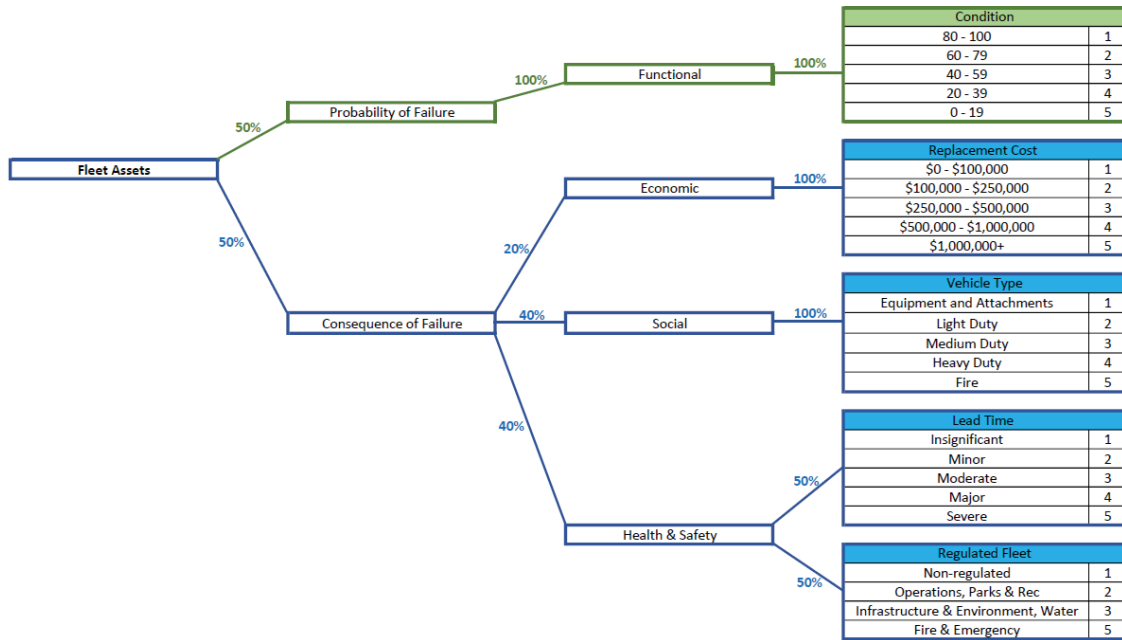 Condition
80 - 100 1
60 - 79 2
40 - 59 3
20 - 39 4
0 - 19 5
100%
Functional
100%
Probability of Failure
50%
Fleet Assets
50%
Replacement Cost
$0 - $100,000 1
$100,000 - $250,000 2
$250,000 - $500,000 3
$500,000 - $1,000,000 4
$1,000,000+ 5
100%
Economic
20%
Consequence of Failure
40%
Social
100%
Vehicle Type
Equipment and Attachments 1
Light Duty 2
Medium Duty 3
Heavy Duty 4
Fire 5
40%
Health & Safety
50%
Lead Time
Insignificant 1
Minor 2
Moderate 3
Major 4
Severe 5
50%
Regulated Fleet
Non-regulated 1
Operations, Parks & Rec 2
Infrastructure & Environment, Water 3
Fire & Emergency 5